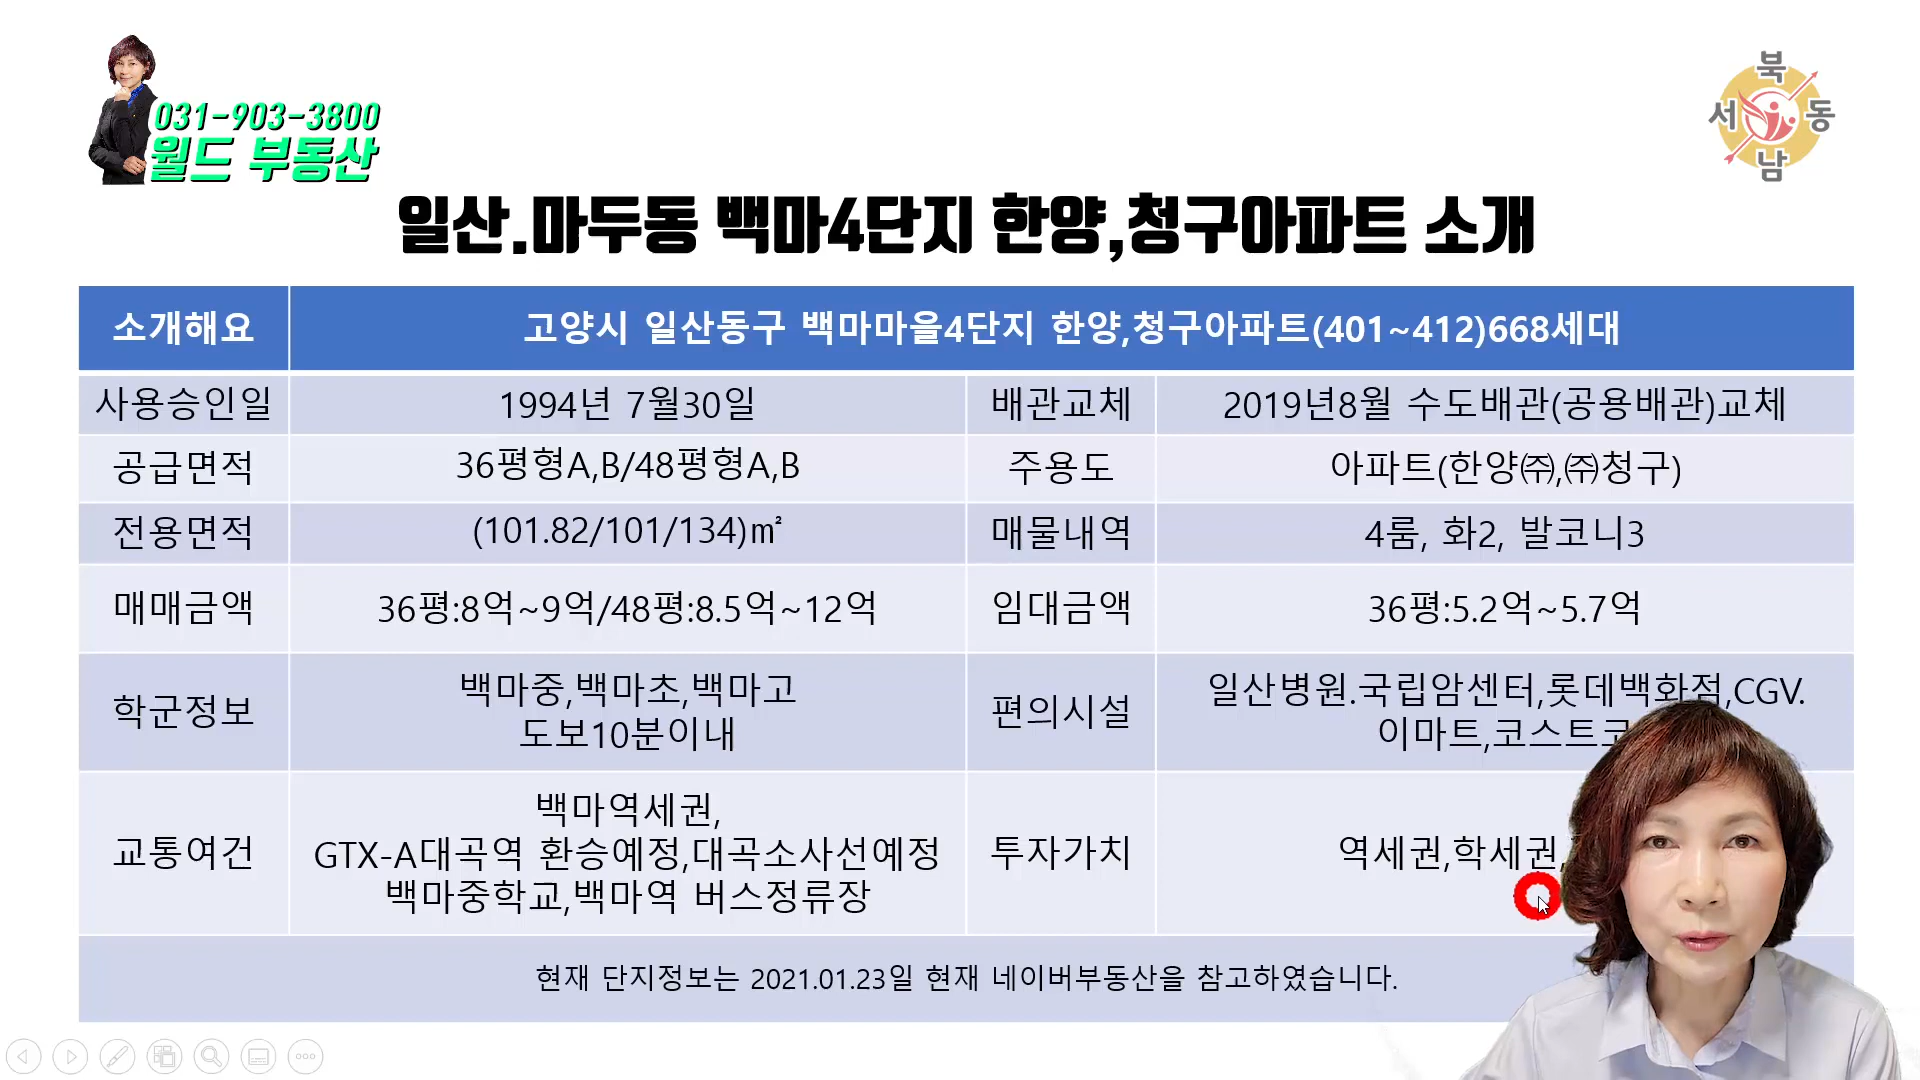 031-903-3800
월드 부동산
북
서
동
남
일산.마두동 백마4단지 한양,청구아파트 소개
소개해요
고양시 일산동구 백마마을4단지 한양,청구아파트(401~412)668세대
사용승인일
1994년 7월30일
배관교체
2019년8월 수도배관(공용배관)교체
공급면적
36평형A,B/48평형A,B
주용도
아파트(한양㈜,㈜청구)
전용면적
(101.82/101/134)㎡
매물내역
4룸, 화2, 발코니3
매매금액
36평:8억~9억/48평:8.5억~12억
임대금액
36평:5.2억~5.7억
학군정보
백마중,백마초,백마고
도보10분이내
편의시설
일산병원.국립암센터,롯데백화점,CGV.
이마트,코스트코
교통여건
백마역세권,
GTX-A대곡역 환승예정,대곡소사선예정
백마중학교,백마역 버스정류장
투자가치
역세권,학세권,
현재 단지정보는 2021.01.23일 현재 네이버부동산을 참고하였습니다.